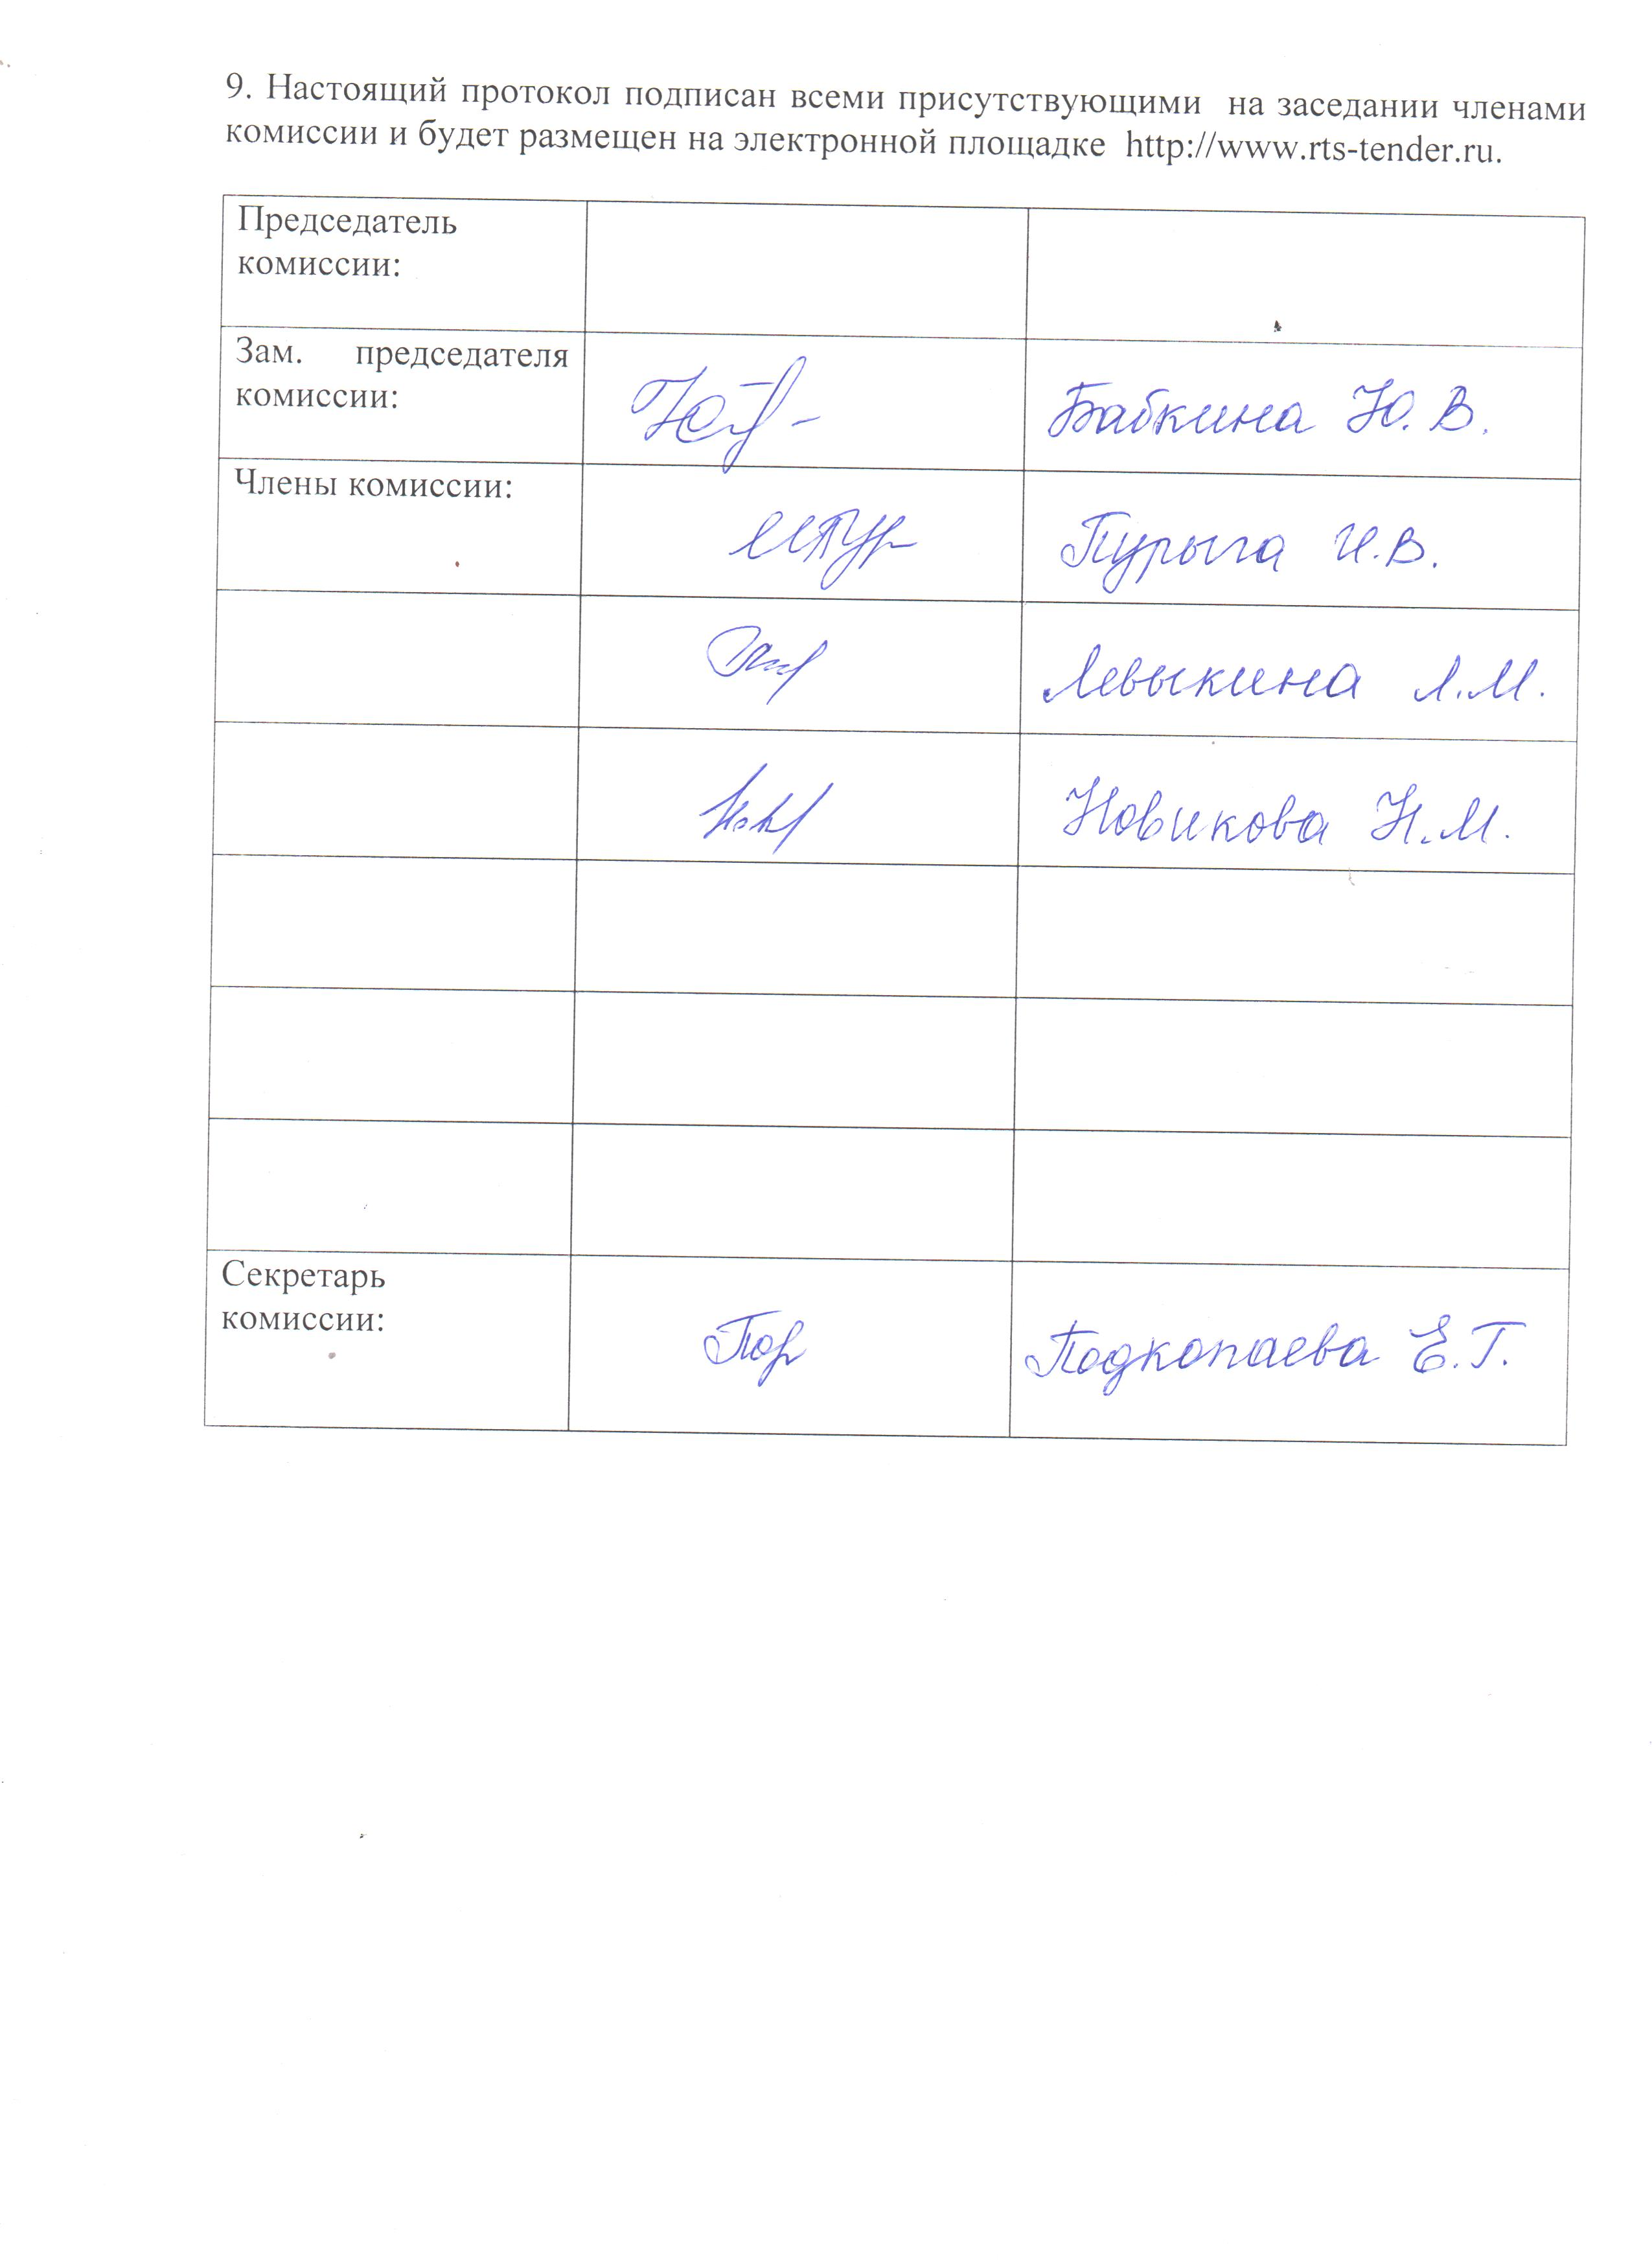 9. Настоящий протокол подписан всеми присутствующими на заседании членами
комиссии и будет размещен на электронной площадке http://www.rts-tender.ru.
Председатель
комиссии:
Зам. председателя
комиссии:
Бабкина Ю. В.
Члены комиссии:
Пурыга И.В.
Левыкина Л.М.
Новикова Н.М.
Секретарь
комиссии:
Подкопаева Е.Г.